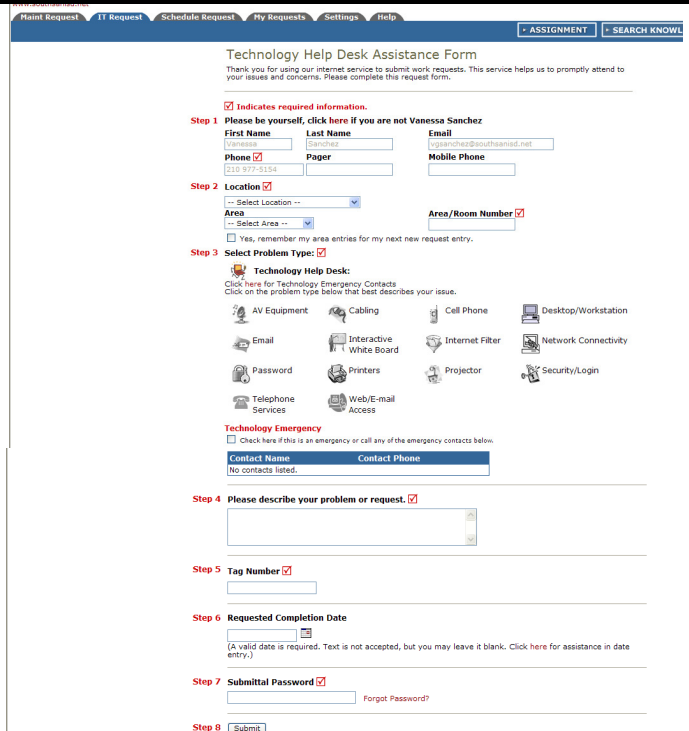 www.southsanisd.net
Maint Request IT Request Schedule Request My Requests Settings Help
ASSIGNMENT SEARCH KNOWL
Technology Help Desk Assistance Form
Thank you for using our internet service to submit work requests. This service helps us to promptly attend to
your issues and concerns. Please complete this request form.
Indicates required information.
Step 1 Please be yourself, click here if you are not Vanessa Sanchez
First Name Last Name Email
Vanessa Sanchez vgsanchez@southsanisd.net
Phone Pager Mobile Phone
210 977-5154
Step 2 Location
-- Select Location --
Area Area/Room Number
-- Select Area --
Yes, remember my area entries for my next new request entry.
Step 3 Select Problem Type:
Technology Help Desk:
Click here for Technology Emergency Contacts
Click on the problem type below that best describes your issue.
AV Equipment Cabling Cell Phone Desktop/Workstation
Email Interactive White Board Internet Filter Network Connectivity
Password Printers Projector Security/Login
Telephone Services Web/E-mail Access
Technology Emergency
Check here if this is an emergency or call any of the emergency contacts below.
Contact Name Contact Phone
No contacts listed.
Step 4 Please describe your problem or request.
Step 5 Tag Number
Step 6 Requested Completion Date
(A valid date is required. Text is not accepted, but you may leave it blank. Click here for assistance in date
entry.)
Step 7 Submittal Password
Forgot Password?
Step 8 Submit